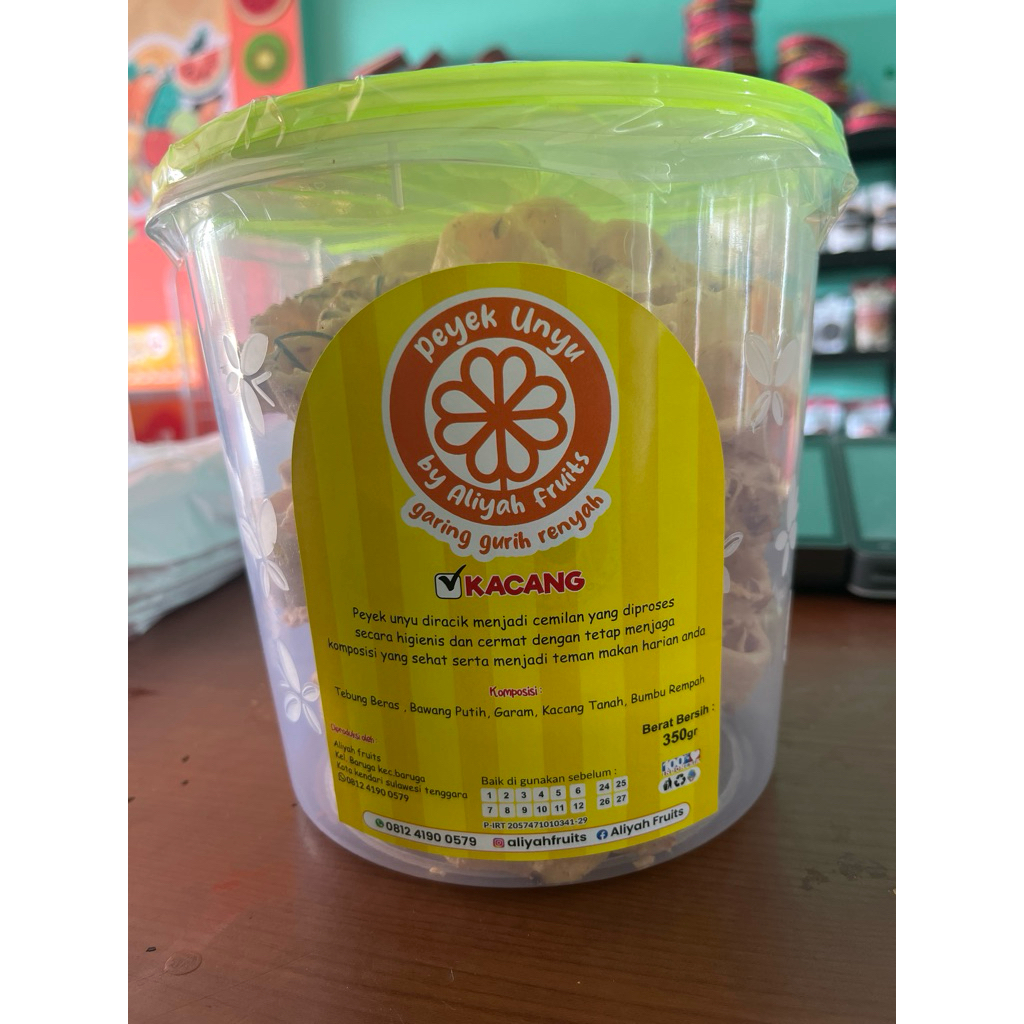 Peyek Unyu
by Aliyah Fruits
garing gurih renyah
KACANG
Peyek unyu diracik menjadi cemilan yang diproses
secara higienis dan cermat dengan tetap menjaga
komposisi yang sehat serta menjadi teman makan harian anda
Komposisi :
Tebung Beras , Bawang Putih, Garam, Kacang Tanah, Bumbu Rempah
Berat Bersih :
350gr
Diproduksi oleh :
Aliyah fruits
Kel. Baruga kec.baruga
Kota kendari sulawesi tenggara
0812 4190 0579
Baik di gunakan sebelum :
1 2 3 4 5 6 24 25
7 8 9 10 11 12 26 27
P-IRT 2057471010341-29
100%
0812 4190 0579 aliyahfruits Aliyah Fruits